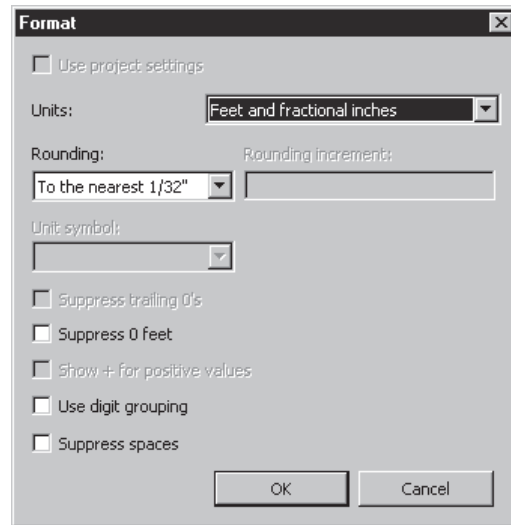 Format
Use project settings
Units: Feet and fractional inches
Rounding: Rounding increment:
To the nearest 1/32"
Unit symbol:
Suppress trailing 0's
Suppress 0 feet
Show + for positive values
Use digit grouping
Suppress spaces
OK Cancel